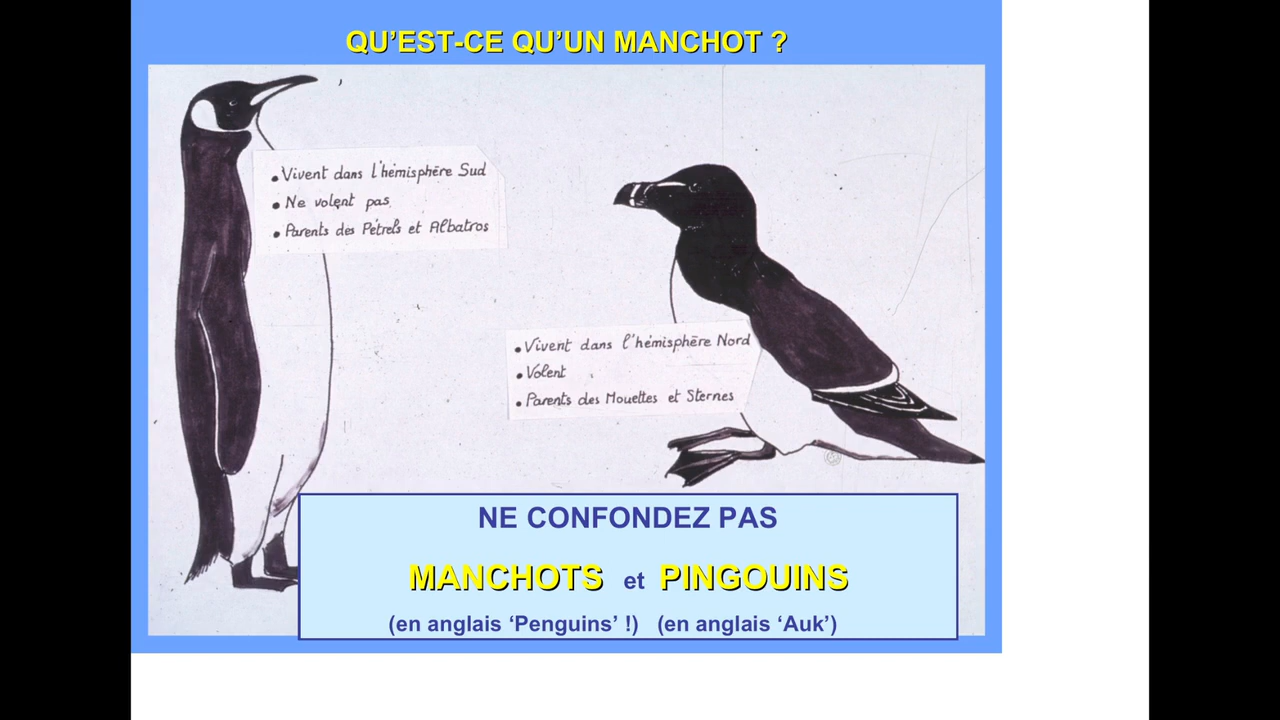 QU’EST-CE QU’UN MANCHOT ?
• Vivent dans l'hémisphère Sud
• Ne volent pas
• Parents des Pétrels et Albatros
• Vivent dans l'hémisphère Nord
• Volent
• Parents des Mouettes et Sternes
NE CONFONDEZ PAS
MANCHOTS et PINGOUINS
(en anglais ‘Penguins’ !) (en anglais ‘Auk’)